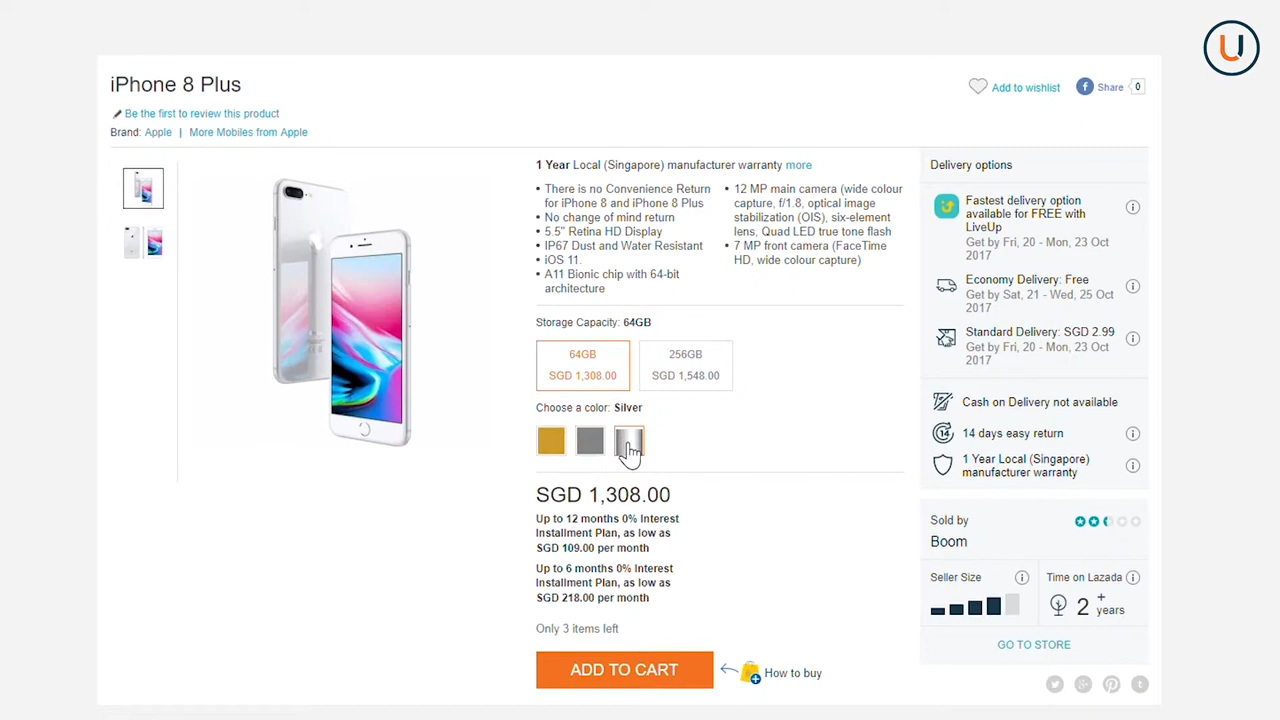 U
iPhone 8 Plus
Add to wishlist
f Share 0
Be the first to review this product
Brand: Apple | More Mobiles from Apple
1 Year Local (Singapore) manufacturer warranty more
• There is no Convenience Return
for iPhone 8 and iPhone 8 Plus
• No change of mind return
• 5.5" Retina HD Display
• IP67 Dust and Water Resistant
• iOS 11.
• A11 Bionic chip with 64-bit
architecture
• 12 MP main camera (wide colour
capture, f/1.8, optical image
stabilization (OIS), six-element
lens, Quad LED true tone flash
• 7 MP front camera (FaceTime
HD, wide colour capture)
Storage Capacity: 64GB
64GB
SGD 1,308.00
256GB
SGD 1,548.00
Choose a color: Silver
SGD 1,308.00
Up to 12 months 0% Interest
Installment Plan, as low as
SGD 109.00 per month
Up to 6 months 0% Interest
Installment Plan, as low as
SGD 218.00 per month
Only 3 items left
ADD TO CART
How to buy
Delivery options
Fastest delivery option
available for FREE with
LiveUp
Get by Fri, 20 - Mon, 23 Oct
2017
Economy Delivery: Free
Get by Sat, 21 - Wed, 25 Oct
2017
Standard Delivery: SGD 2.99
Get by Fri, 20 - Mon, 23 Oct
2017
Cash on Delivery not available
14 14 days easy return
1 Year Local (Singapore)
manufacturer warranty
Sold by
Boom
Seller Size
Time on Lazada
2 + years
GO TO STORE